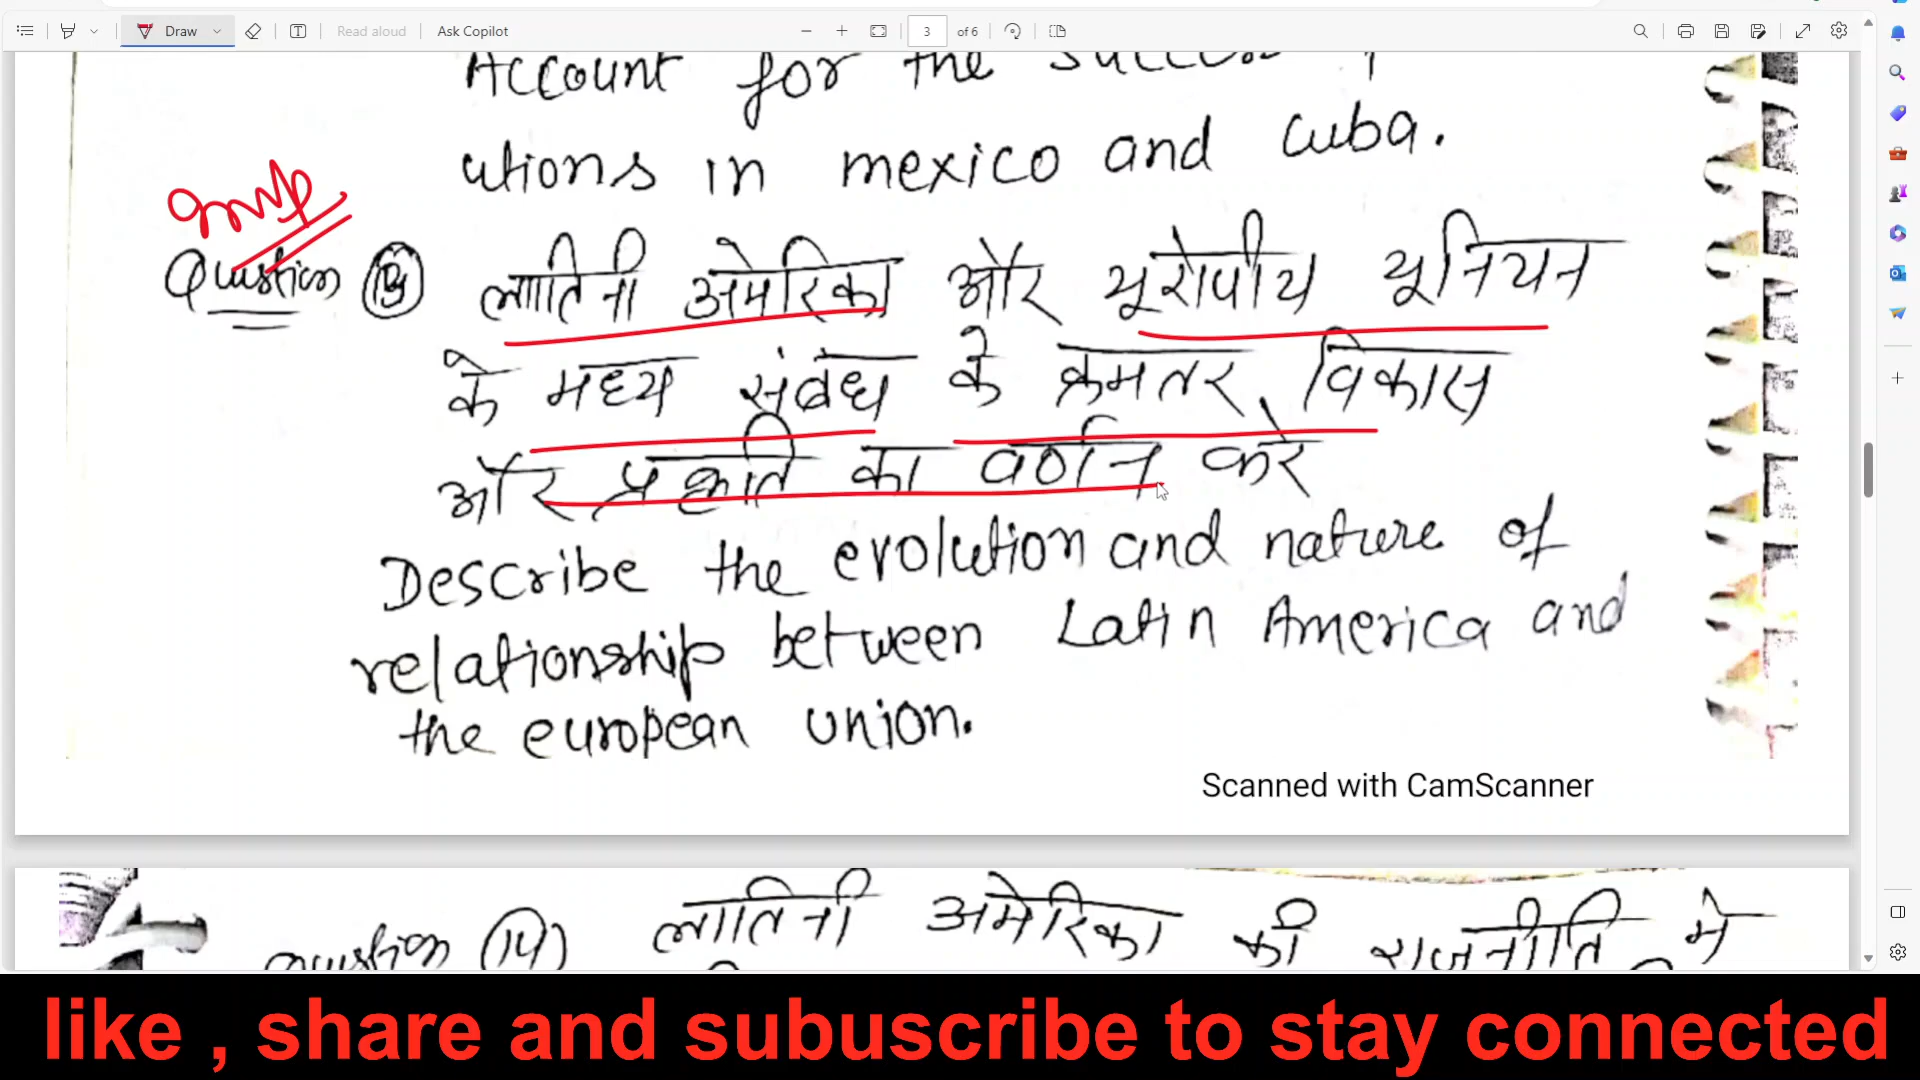 Draw
Read aloud
Ask Copilot
3
of 6
Account for the
utions in mexico and Cuba.
Imp
Question 13 लातिनी अमेरिका और यूरोपीय यूनियन
के मध्य संबंध के क्रमतर विकास
और प्रकृति का वर्णन करे
Describe the evolution and nature of
relationship between Latin America and
the european union.
Scanned with CamScanner
Question (14) लातिनी अमेरिका की राजनीति मे
like , share and subuscribe to stay connected